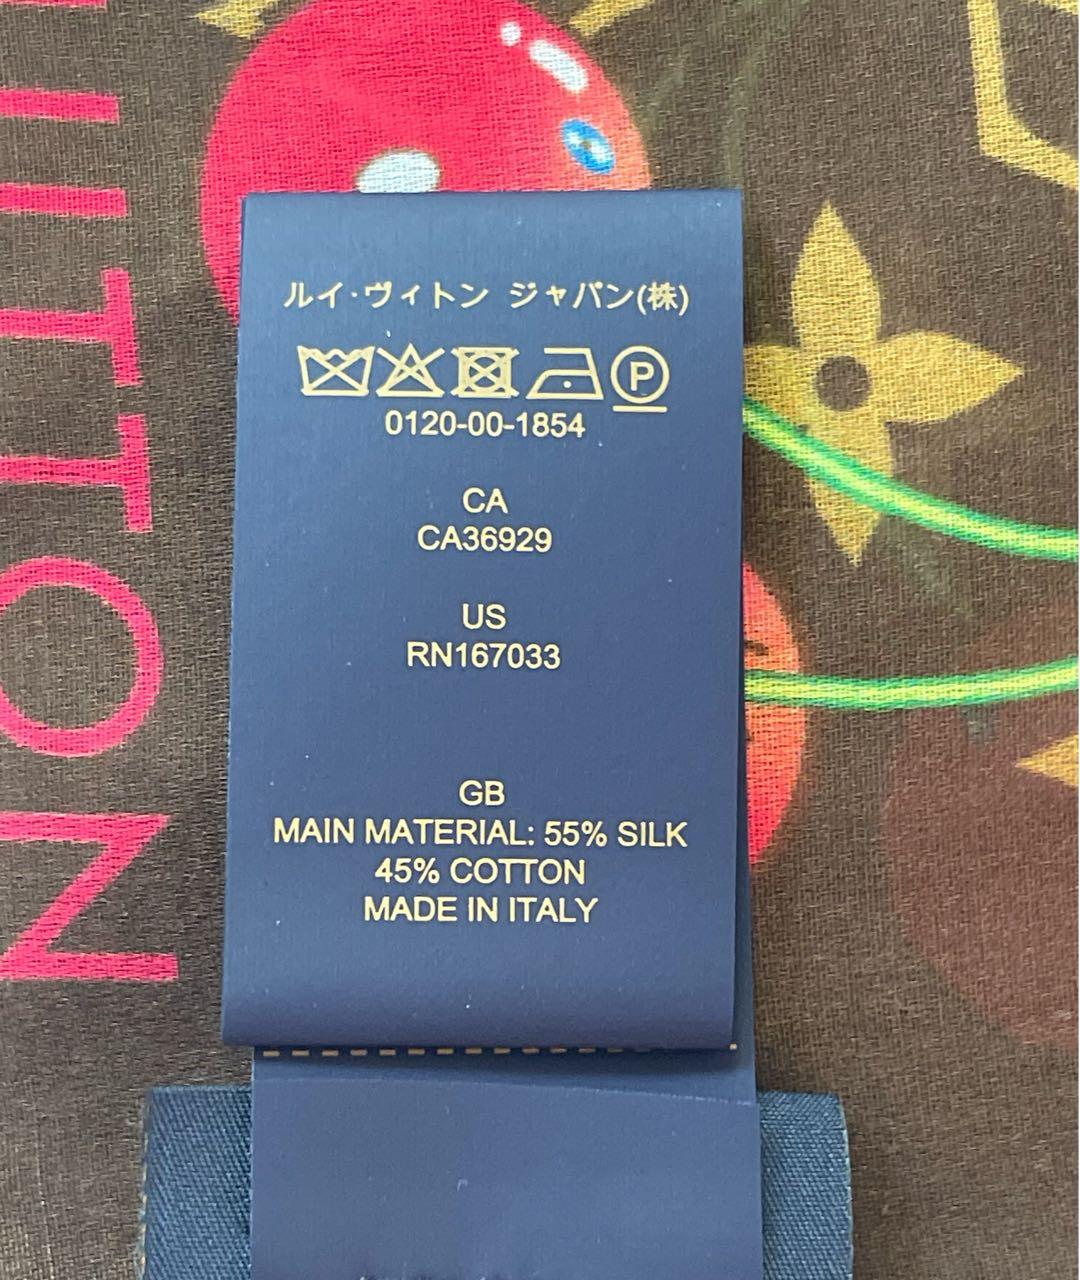 ルイ·ヴィトン ジャパン(株)
P
0120-00-1854
CA
CA36929
US
RN167033
GB
MAIN MATERIAL: 55% SILK
45% COTTON
MADE IN ITALY
UITTON